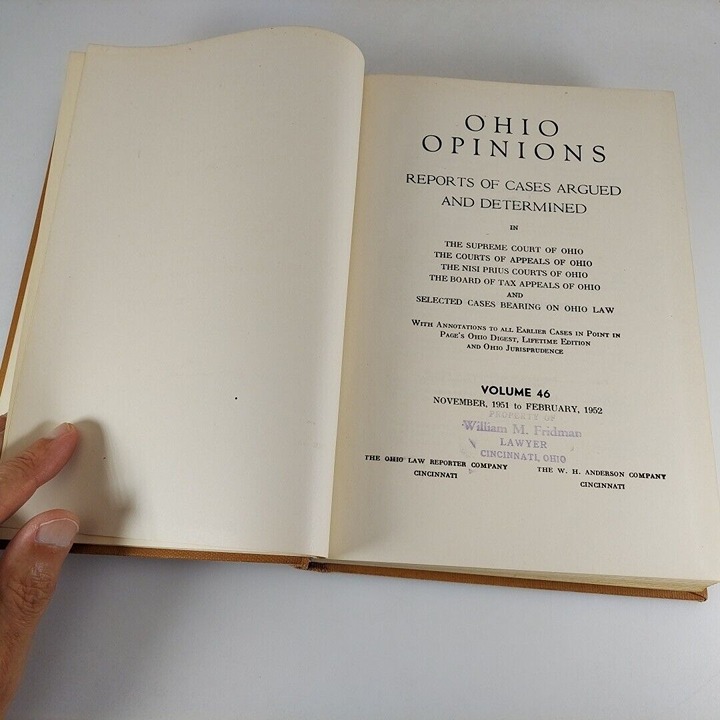 OHIO
OPINIONS
REPORTS OF CASES ARGUED
AND DETERMINED
IN
THE SUPREME COURT OF OHIO
THE COURTS OF APPEALS OF OHIO
THE NISI PRIUS COURTS OF OHIO
THE BOARD OF TAX APPEALS OF OHIO
AND
SELECTED CASES BEARING ON OHIO LAW
WITH ANNOTATIONS TO ALL EARLIER CASES IN POINT IN
PAGE'S OHIO DIGEST, LIFETIME EDITION
AND OHIO JURISPRUDENCE
VOLUME 46
NOVEMBER, 1951 to FEBRUARY, 1952
PROPERTY OF
William M. Fridman
LAWYER
CINCINNATI, OHIO
THE OHIO LAW REPORTER COMPANY
CINCINNATI
THE W. H. ANDERSON COMPANY
CINCINNATI